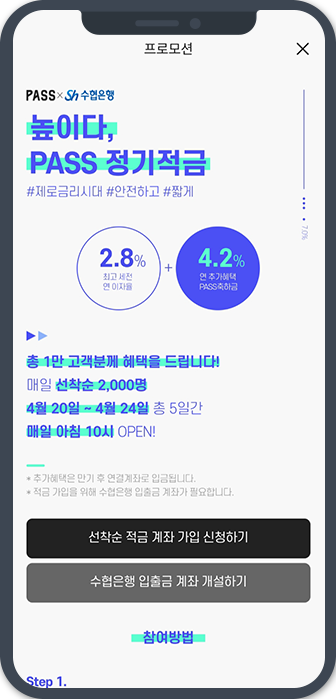 프로모션
PASS × Sh수협은행
높이다,
PASS 정기적금
#제로금리시대 #안전하고 #짧게
7.0%
2.8%
최고 세전
연 이자율
+
4.2%
연 추가혜택
PASS축하금
총 1만 고객분께 혜택을 드립니다!
매일 선착순 2,000명
4월 20일 ~ 4월 24일 총 5일간
매일 아침 10시 OPEN!
* 추가혜택은 만기 후 연결계좌로 입금됩니다.
* 적금 가입을 위해 수협은행 입출금 계좌가 필요합니다.
선착순 적금 계좌 가입 신청하기
수협은행 입출금 계좌 개설하기
참여방법
Step 1.